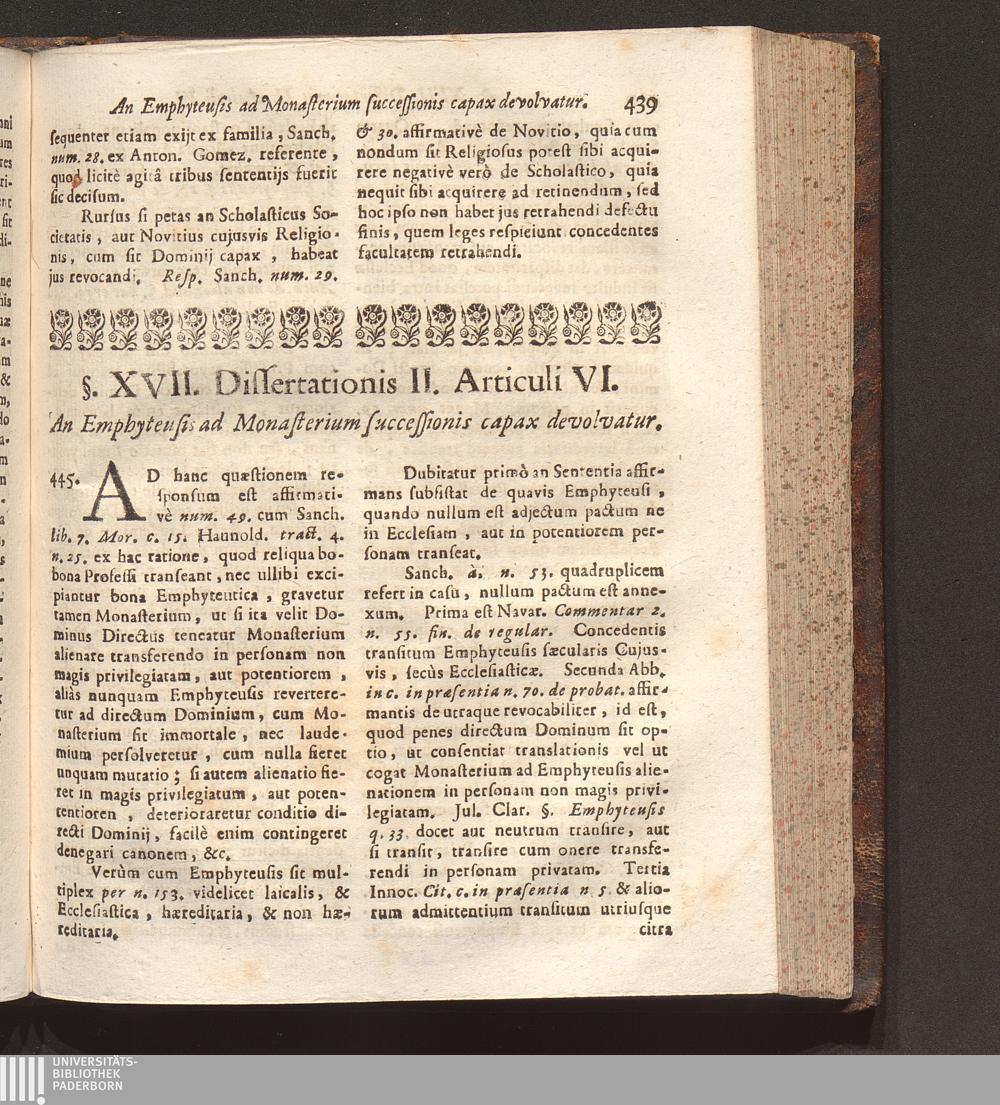 An Emphyteusis ad Monasterium successionis capax devolvatur. 439
sequenter etiam exijt ex familia, Sanch.
num. 28. ex Anton. Gomez. referente,
quod licitè agitâ tribus sententijs fuerit
sic decisum.
Rursus si petas an Scholasticus So-
cietatis, aut Novitius cujusvis Religio-
nis, cum sit Dominij capax, habeat
jus revocandi. Resp. Sanch. num. 29.
& 30. affirmativè de Novitio, quia cum
nondum sit Religiosus potest sibi acqui-
rere negativè verò de Scholastico, quia
nequit sibi acquirere ad retinendum, sed
hoc ipso non habet jus retrahendi defectu
finis, quem leges respiciunt concedentes
facultatem retrahendi.
§. XVII. Dissertationis II. Articuli VI.
An Emphyteusis ad Monasterium successionis capax devolvatur.
445. AD hanc quæstionem re-
sponsum est affirmati-
vè num. 49. cum Sanch.
lib. 7. Mor. c. 15. Haunold. tract. 4.
n. 25. ex hac ratione, quod reliqua bo-
bona Professi transeant, nec ullibi exci-
piantur bona Emphyteutica, gravetur
tamen Monasterium, ut si ita velit Do-
minus Directus teneatur Monasterium
alienare transferendo in personam non
magis privilegiatam, aut potentiorem,
aliàs nunquam Emphyteusis revertere-
tur ad directum Dominium, cum Mo-
nasterium sit immortale, nec laude-
mium persolveretur, cum nulla fieret
unquam mutatio; si autem alienatio fie-
ret in magis privilegiatum, aut poten-
tentioren, deterioraretur conditio di-
recti Dominij, facilè enim contingeret
denegari canonem, &c.
Verùm cum Emphyteusis sit mul-
tiplex per n. 153. videlicet laicalis, &
Ecclesiastica, hæreditaria, & non hæ-
reditaria.
Dubitatur primò an Sententia affir-
mans subsistat de quavis Emphyteusi,
quando nullum est adjectum pactum ne
in Ecclesiam, aut in potentiorem per-
sonam transeat.
Sanch. à. n. 53. quadruplicem
refert in casu, nullum pactum est anne-
xum. Prima est Navar. Commentar 2.
n. 55. fin. de regular. Concedentis
transitum Emphyteusis sæcularis Cujus-
vis, secùs Ecclesiasticæ. Secunda Abb.
in c. in præsentia n. 70. de probat. affir-
mantis de utraque revocabiliter, id est,
quod penes directum Dominum sit op-
tio, ut consentiat translationis vel ut
cogat Monasterium ad Emphyteusis alie-
nationem in personam non magis privi-
legiatam. Jul. Clar. §. Emphyteusis
q. 33. docet aut neutrum transire, aut
si transit, transire cum onere transfe-
rendi in personam privatam. Tertia
Innoc. Cit. c. in præsentia n. 5. & alio-
rum admittentium transitum utriusque
citra
UNIVERSITÄTS-
BIBLIOTHEK
PADERBORN